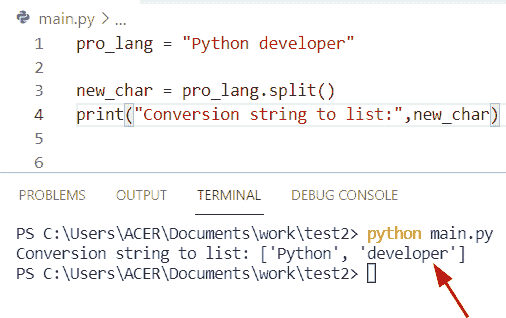 main.py ...
1 pro_lang = "Python developer"
2
3 new_char = pro_lang.split()
4 print("Conversion string to list:",new_char)
5
6
PROBLEMS OUTPUT TERMINAL DEBUG CONSOLE
PS C:\Users\ACER\Documents\work\test2> python main.py
Conversion string to list: ['Python', 'developer']
PS C:\Users\ACER\Documents\work\test2>